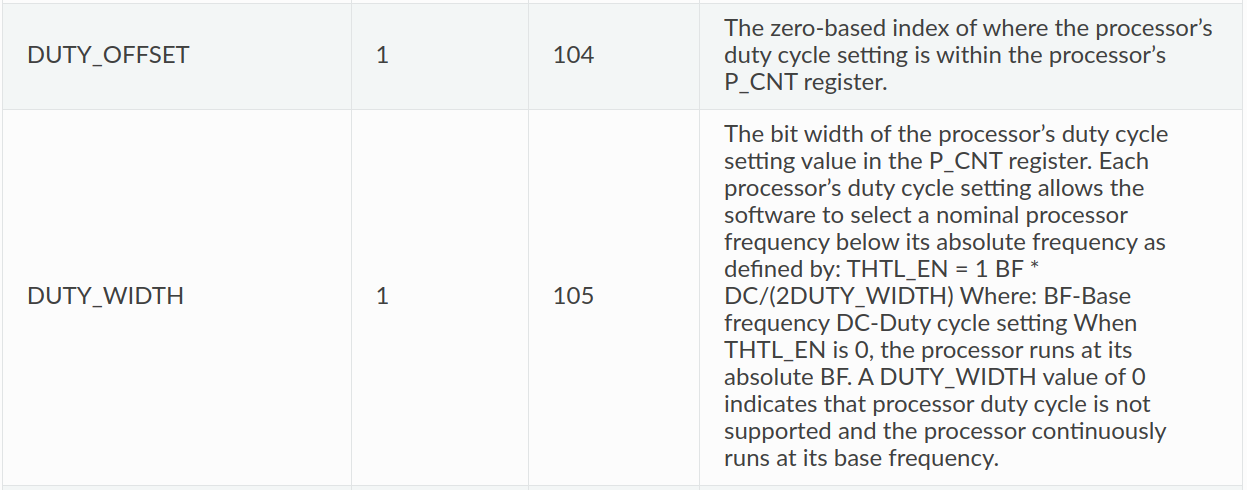 DUTY_OFFSET
1
104
The zero-based index of where the processor’s
duty cycle setting is within the processor’s
P_CNT register.
DUTY_WIDTH
1
105
The bit width of the processor’s duty cycle
setting value in the P_CNT register. Each
processor’s duty cycle setting allows the
software to select a nominal processor
frequency below its absolute frequency as
defined by: THTL_EN = 1 BF *
DC/(2DUTY_WIDTH) Where: BF-Base
frequency DC-Duty cycle setting When
THTL_EN is 0, the processor runs at its
absolute BF. A DUTY_WIDTH value of 0
indicates that processor duty cycle is not
supported and the processor continuously
runs at its base frequency.